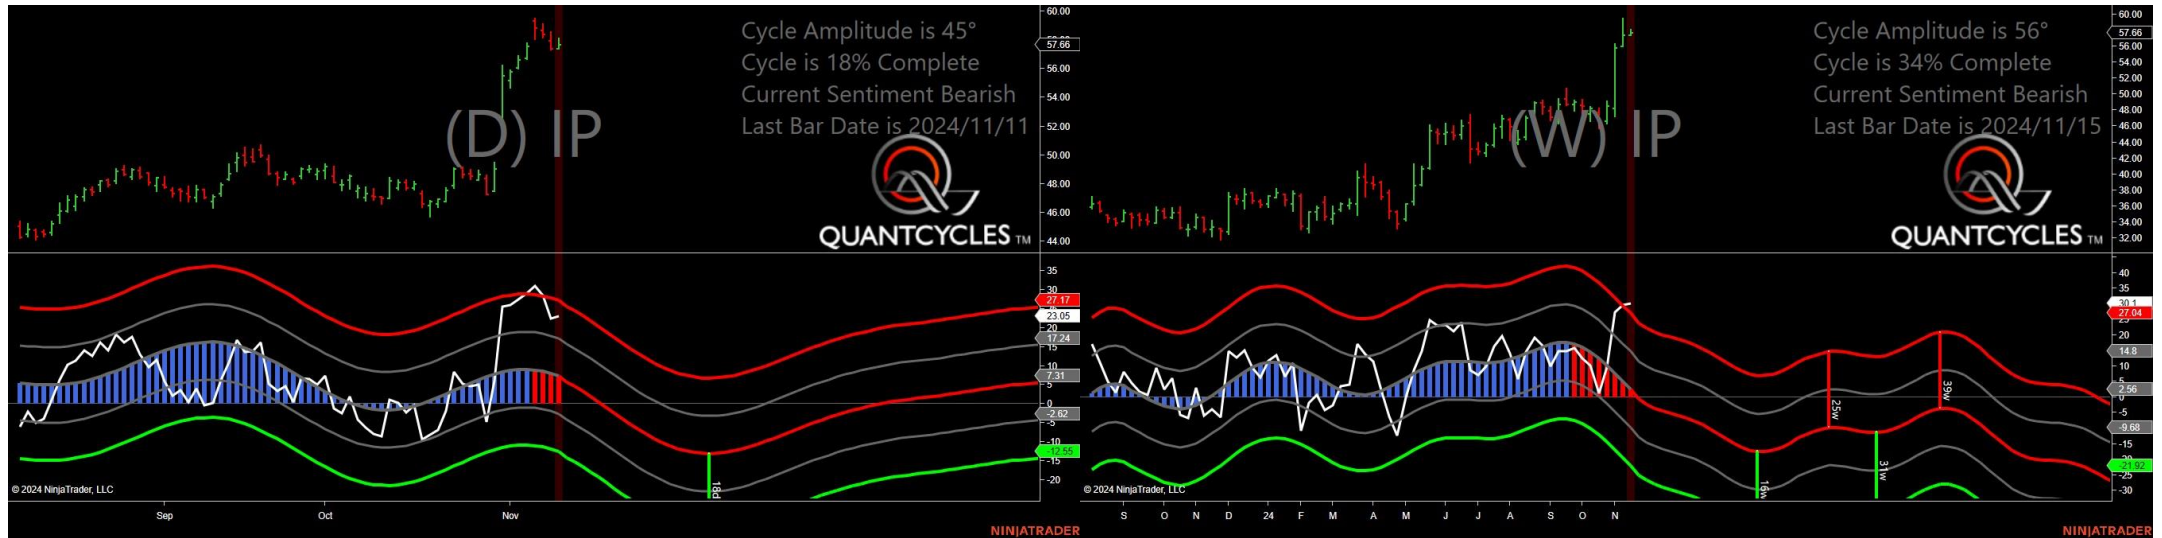 Cycle Amplitude is 45°
Cycle is 18% Complete
Current Sentiment Bearish
Last Bar Date is 2024/11/11
(D) IP
QUANTCYCLES TM
60.00
57.66
56.00
54.00
52.00
50.00
48.00
46.00
44.00
35
30
27.17
23.05
20
17.24
10
7.31
5
0
-2.62
-5
-10
-12.55
-15
-20
18d
© 2024 NinjaTrader, LLC
Sep Oct Nov
NINJATRADER
Cycle Amplitude is 56°
Cycle is 34% Complete
Current Sentiment Bearish
Last Bar Date is 2024/11/15
(W) IP
QUANTCYCLES TM
60.00
57.66
56.00
54.00
52.00
50.00
48.00
46.00
44.00
42.00
40.00
38.00
36.00
34.00
32.00
40
35
30.1
27.04
20
14.8
2.56
-5
-9.68
-15
-21.92
-25
-30
16w
25w
31w
39w
© 2024 NinjaTrader, LLC
S O N D 24 F M A M J J A S O N
NINJATRADER